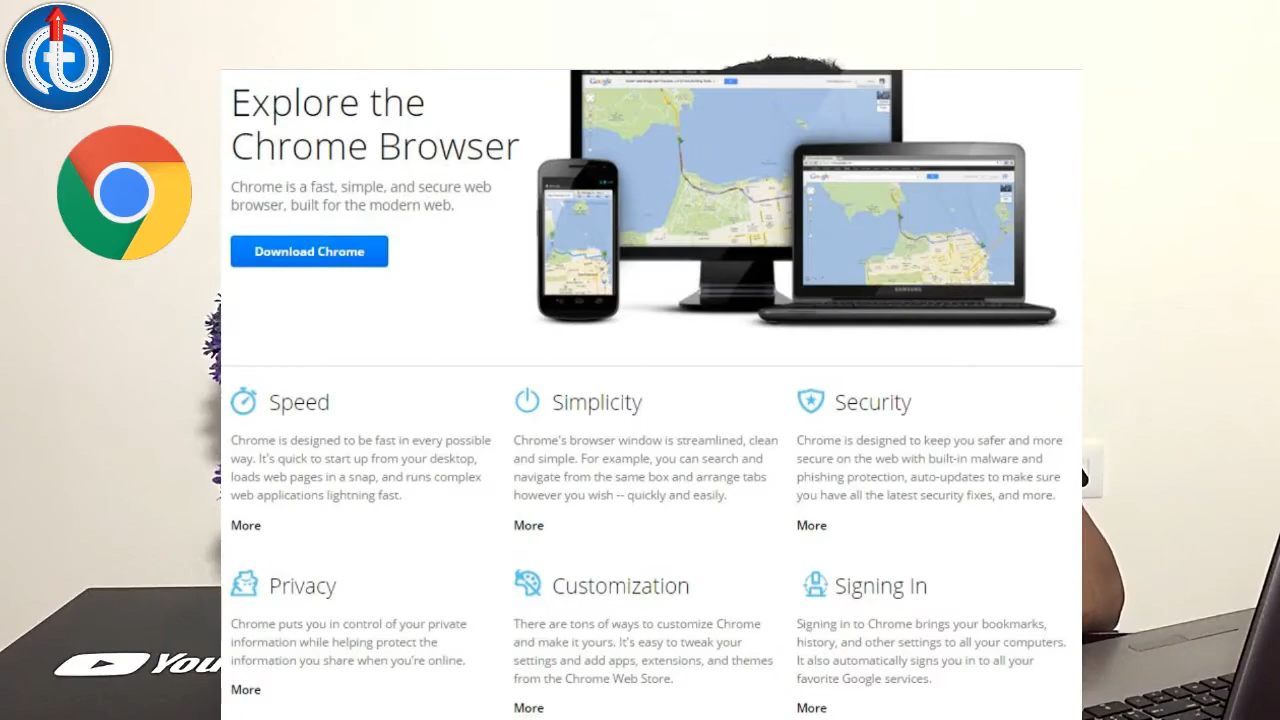 Explore the
Chrome Browser
Chrome is a fast, simple, and secure web
browser, built for the modern web.
Download Chrome
Google
Google
SAMSUNG
Speed
Chrome is designed to be fast in every possible
way. It's quick to start up from your desktop,
loads web pages in a snap, and runs complex
web applications lightning fast.
More
Simplicity
Chrome's browser window is streamlined, clean
and simple. For example, you can search and
navigate from the same box and arrange tabs
however you wish -- quickly and easily.
More
Security
Chrome is designed to keep you safer and more
secure on the web with built-in malware and
phishing protection, auto-updates to make sure
you have all the latest security fixes, and more.
More
Privacy
Chrome puts you in control of your private
information while helping protect the
information you share when you're online.
More
Customization
There are tons of ways to customize Chrome
and make it yours. It's easy to tweak your
settings and add apps, extensions, and themes
from the Chrome Web Store.
More
Signing In
Signing in to Chrome brings your bookmarks,
history, and other settings to all your computers.
It also automatically signs you in to all your
favorite Google services.
More
You